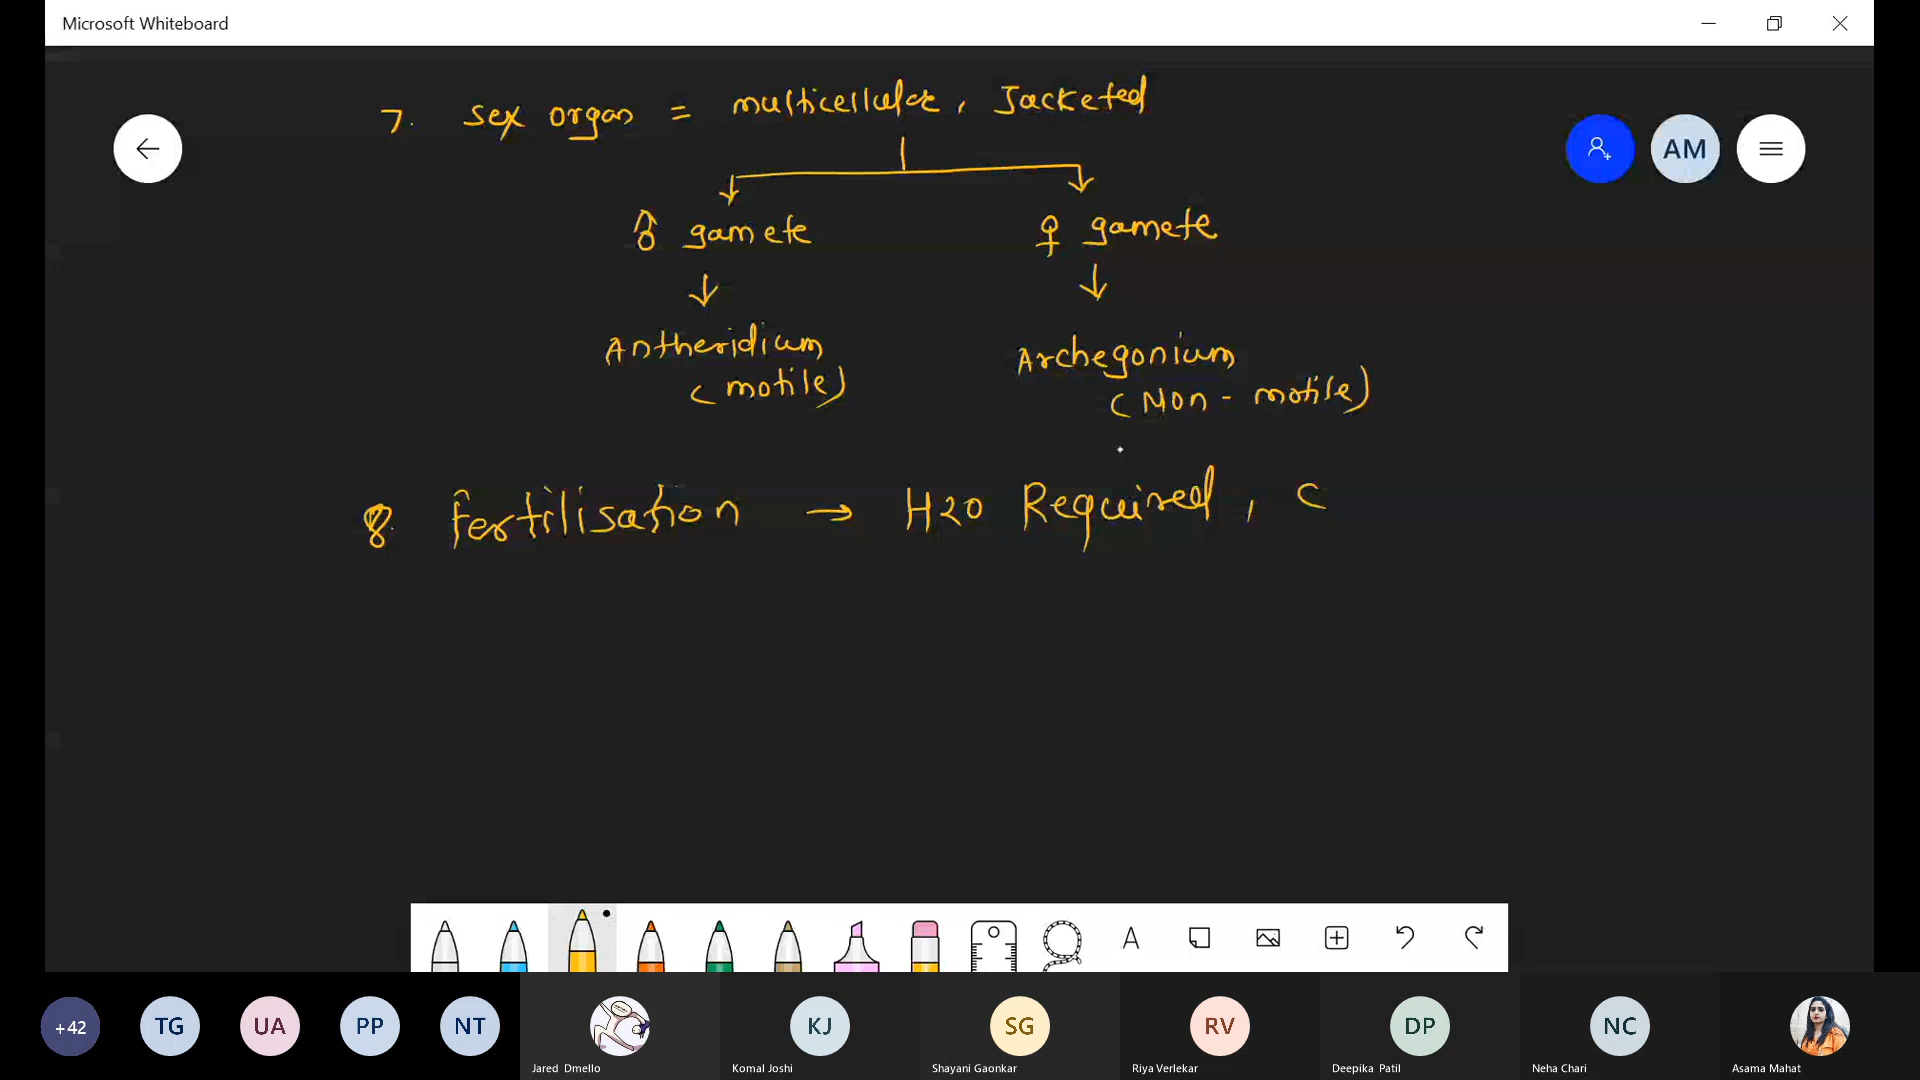 Microsoft Whiteboard
7. Sex organ = multicellular, Jacketed
♂ gamete ♀ gamete
Antheridium Archegonium
(motile) (Non-motile)
8. Fertilisation → H2O Required, (
AM
A
+42 TG UA PP NT KJ SG RV DP NC
Jared Dmello Komal Joshi Shayani Gaonkar Riya Verlekar Deepika Patil Neha Chari Asama Mahat